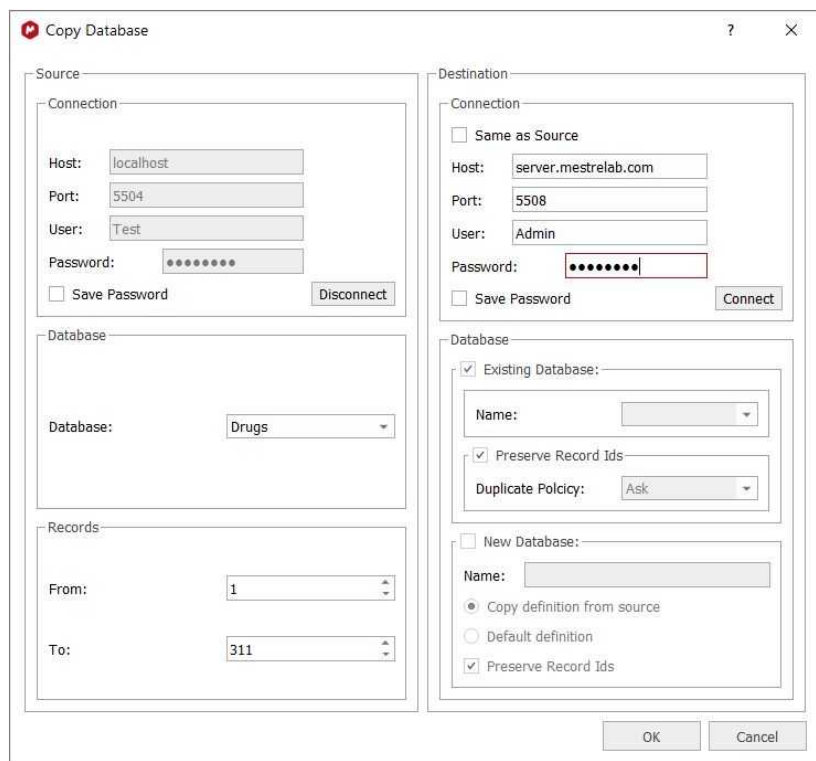 Copy Database
?
Source
Connection
Host: localhost
Port: 5504
User: Test
Password: ●●●●●●●●
Save Password
Disconnect
Database
Database: Drugs
Records
From: 1
To: 311
Destination
Connection
Same as Source
Host: server.mestrelab.com
Port: 5508
User: Admin
Password: ●●●●●●●●
Save Password
Connect
Database
Existing Database:
Name:
Preserve Record Ids
Duplicate Polcicy: Ask
New Database:
Name:
Copy definition from source
Default definition
Preserve Record Ids
OK
Cancel